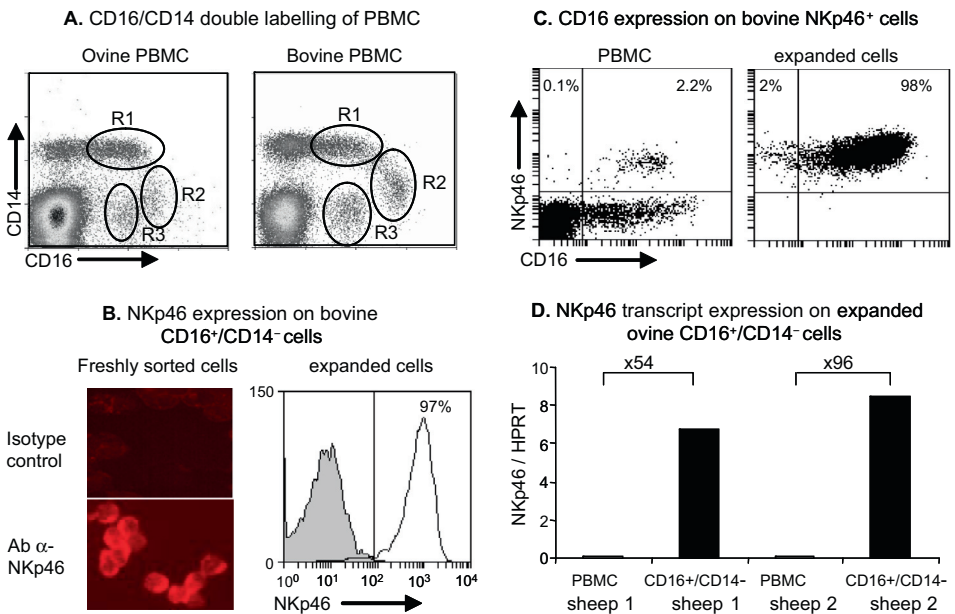 A. CD16/CD14 double labelling of PBMC
Ovine PBMC
Bovine PBMC
R1
R2
R3
R1
R2
R3
CD14
CD16
C. CD16 expression on bovine NKp46⁺ cells
PBMC
expanded cells
0.1%
2.2%
2%
98%
NKp46
CD16
B. NKp46 expression on bovine
CD16⁺/CD14⁻ cells
Freshly sorted cells
expanded cells
Isotype
control
Ab α-
NKp46
150
0
97%
10⁰ 10¹ 10² 10³ 10⁴
NKp46
D. NKp46 transcript expression on expanded
ovine CD16⁺/CD14⁻ cells
x54
x96
10
8
6
4
2
0
NKp46 / HPRT
PBMC CD16+/CD14- PBMC CD16+/CD14-
sheep 1 sheep 1 sheep 2 sheep 2